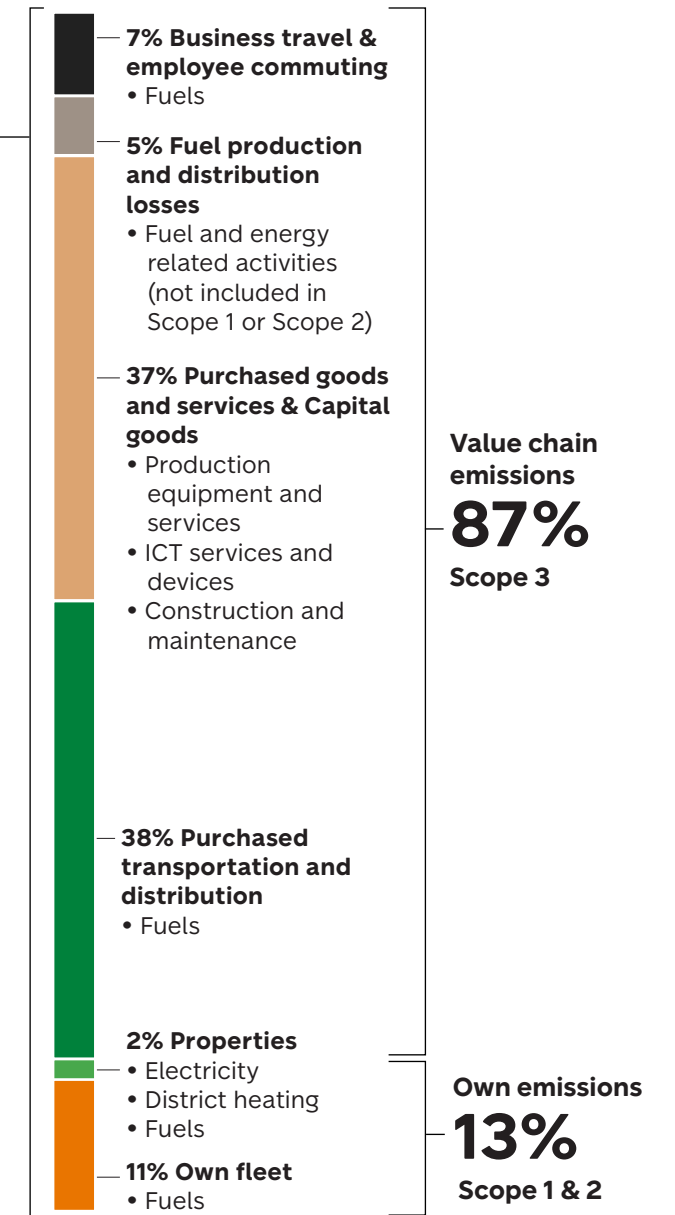 7% Business travel &
employee commuting
• Fuels
5% Fuel production
and distribution
losses
• Fuel and energy
related activities
(not included in
Scope 1 or Scope 2)
37% Purchased goods
and services & Capital
goods
• Production
equipment and
services
• ICT services and
devices
• Construction and
maintenance
38% Purchased
transportation and
distribution
• Fuels
2% Properties
• Electricity
• District heating
• Fuels
11% Own fleet
• Fuels
Value chain
emissions
87%
Scope 3
Own emissions
13%
Scope 1 & 2